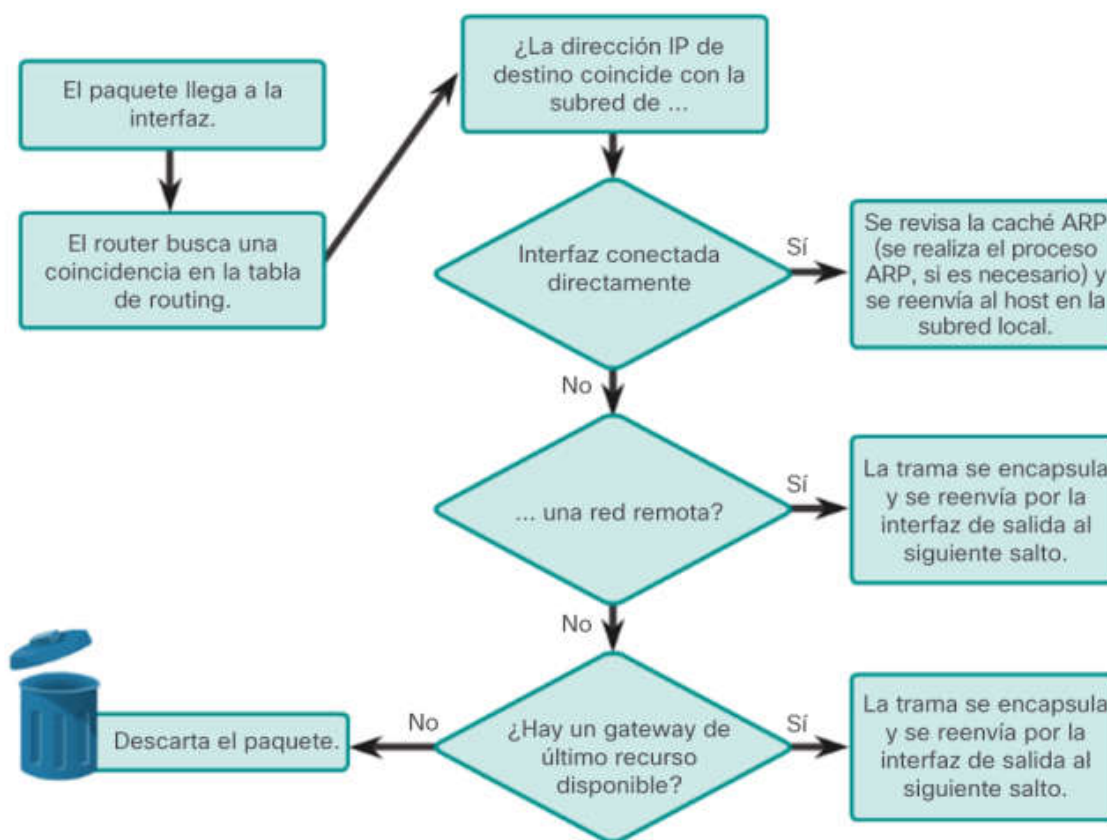 El paquete llega a la
interfaz.
El router busca una
coincidencia en la tabla
de routing.
¿La dirección IP de
destino coincide con la
subred de ...
Interfaz conectada
directamente
Sí
Se revisa la caché ARP
(se realiza el proceso
ARP, si es necesario) y
se reenvía al host en la
subred local.
No
... una red remota?
Sí
La trama se encapsula
y se reenvía por la
interfaz de salida al
siguiente salto.
No
¿Hay un gateway de
último recurso
disponible?
Sí
La trama se encapsula
y se reenvía por la
interfaz de salida al
siguiente salto.
No
Descarta el paquete.